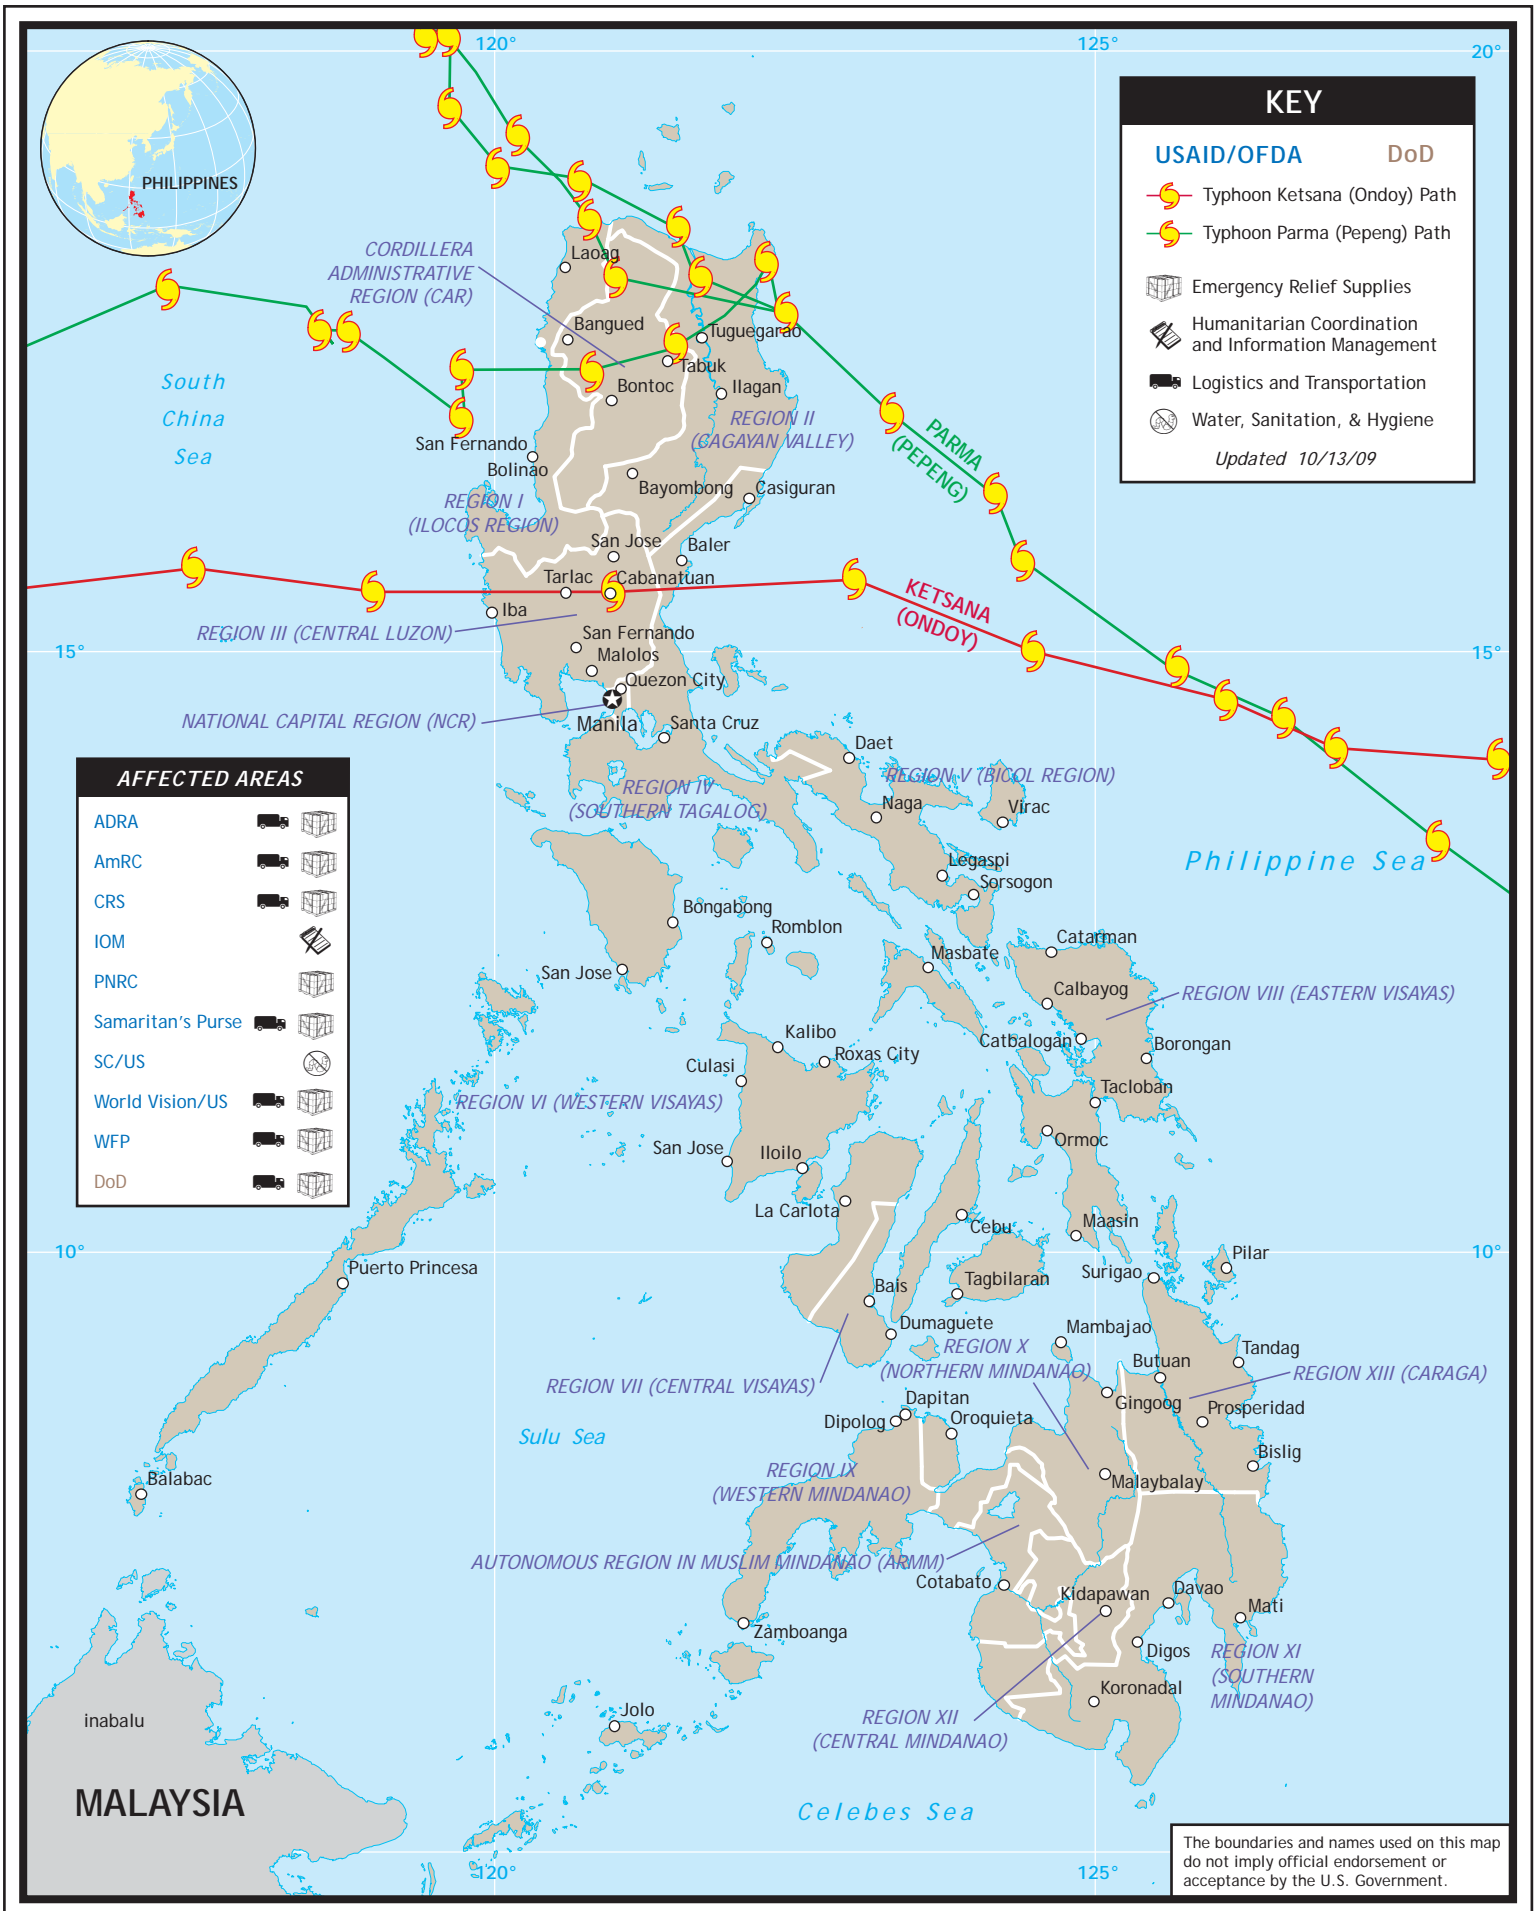 120°
125°
20°
PHILIPPINES
KEY
USAID/OFDA
DoD
Typhoon Ketsana (Ondoy) Path
Typhoon Parma (Pepeng) Path
Emergency Relief Supplies
Humanitarian Coordination
and Information Management
Logistics and Transportation
Water, Sanitation, & Hygiene
Updated 10/13/09
CORDILLERA
ADMINISTRATIVE
REGION (CAR)
Laoag
Bangued
Tuguegarao
Tabuk
Bontoc
Ilagan
South
China
Sea
REGION II
(CAGAYAN VALLEY)
PARMA
(PEPENG)
San Fernando
Bolinao
Bayombong
Casiguran
REGION I
(ILOCOS REGION)
San Jose
Baler
Tarlac
Cabanatuan
KETSANA
(ONDOY)
Iba
REGION III (CENTRAL LUZON)
San Fernando
Malolos
15°
15°
Quezon City
NATIONAL CAPITAL REGION (NCR)
Manila
Santa Cruz
Daet
REGION V (BICOL REGION)
REGION IV
(SOUTHERN TAGALOG)
Naga
Virac
Legaspi
Sorsogon
Philippine Sea
AFFECTED AREAS
ADRA
AmRC
CRS
IOM
PNRC
Samaritan's Purse
SC/US
World Vision/US
WFP
DoD
Bongabong
Romblon
San Jose
Masbate
Catarman
Calbayog
REGION VIII (EASTERN VISAYAS)
Catbalogan
Borongan
Kalibo
Roxas City
Culasi
Tacloban
REGION VI (WESTERN VISAYAS)
Ormoc
San Jose
Iloilo
La Carlota
Cebu
Maasin
10°
10°
Pilar
Puerto Princesa
Surigao
Bais
Tagbilaran
Dumaguete
Mambajao
REGION X
(NORTHERN MINDANAO)
Tandag
Butuan
REGION XIII (CARAGA)
REGION VII (CENTRAL VISAYAS)
Gingoog
Prosperidad
Dapitan
Dipolog
Oroquieta
Sulu Sea
Bislig
REGION IX
(WESTERN MINDANAO)
Malaybalay
Balabac
AUTONOMOUS REGION IN MUSLIM MINDANAO (ARMM)
Cotabato
Kidapawan
Davao
Mati
Zamboanga
Digos
REGION XI
(SOUTHERN
MINDANAO)
Koronadal
Jolo
REGION XII
(CENTRAL MINDANAO)
inabalu
MALAYSIA
Celebes Sea
120°
125°
The boundaries and names used on this map
do not imply official endorsement or
acceptance by the U.S. Government.